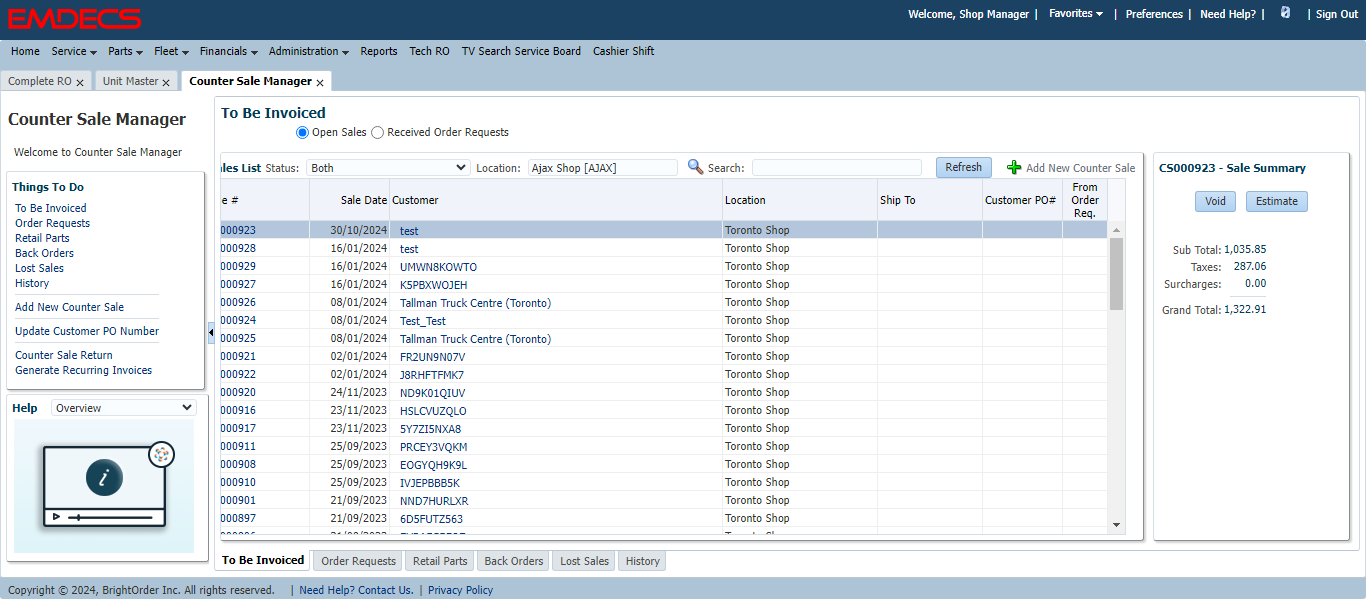 EMDECS
Welcome, Shop Manager | Favorites | Preferences | Need Help? | | Sign Out
Home Service Parts Fleet Financials Administration Reports Tech RO TV Search Service Board Cashier Shift
Complete RO Unit Master Counter Sale Manager
Counter Sale Manager
Welcome to Counter Sale Manager
Things To Do
To Be Invoiced
Order Requests
Retail Parts
Back Orders
Lost Sales
History
Add New Counter Sale
Update Customer PO Number
Counter Sale Return
Generate Recurring Invoices
Help Overview
To Be Invoiced
Open Sales Received Order Requests
les List Status: Both Location: Ajax Shop [AJAX] Search: Refresh Add New Counter Sale
e # Sale Date Customer Location Ship To Customer PO# From Order Req.
000923 30/10/2024 test Toronto Shop
000928 16/01/2024 test Toronto Shop
000929 16/01/2024 UMWN8KOWTO Toronto Shop
000927 16/01/2024 K5PBXWOJEH Toronto Shop
000926 08/01/2024 Tallman Truck Centre (Toronto) Toronto Shop
000924 08/01/2024 Test_Test Toronto Shop
000925 08/01/2024 Tallman Truck Centre (Toronto) Toronto Shop
000921 02/01/2024 FR2UN9N07V Toronto Shop
000922 02/01/2024 J8RHFTFMK7 Toronto Shop
000920 24/11/2023 ND9K01QIUV Toronto Shop
000916 23/11/2023 HSLCVUZQLO Toronto Shop
000917 23/11/2023 5Y7ZI5NXA8 Toronto Shop
000911 25/09/2023 PRCEY3VQKM Toronto Shop
000908 25/09/2023 EOGYQH9K9L Toronto Shop
000910 25/09/2023 IVJEPBBB5K Toronto Shop
000901 21/09/2023 NND7HURLXR Toronto Shop
000897 21/09/2023 6D5FUTZ563 Toronto Shop
CS000923 - Sale Summary
Void Estimate
Sub Total: 1,035.85
Taxes: 287.06
Surcharges: 0.00
Grand Total: 1,322.91
To Be Invoiced Order Requests Retail Parts Back Orders Lost Sales History
Copyright © 2024, BrightOrder Inc. All rights reserved. | Need Help? Contact Us. | Privacy Policy